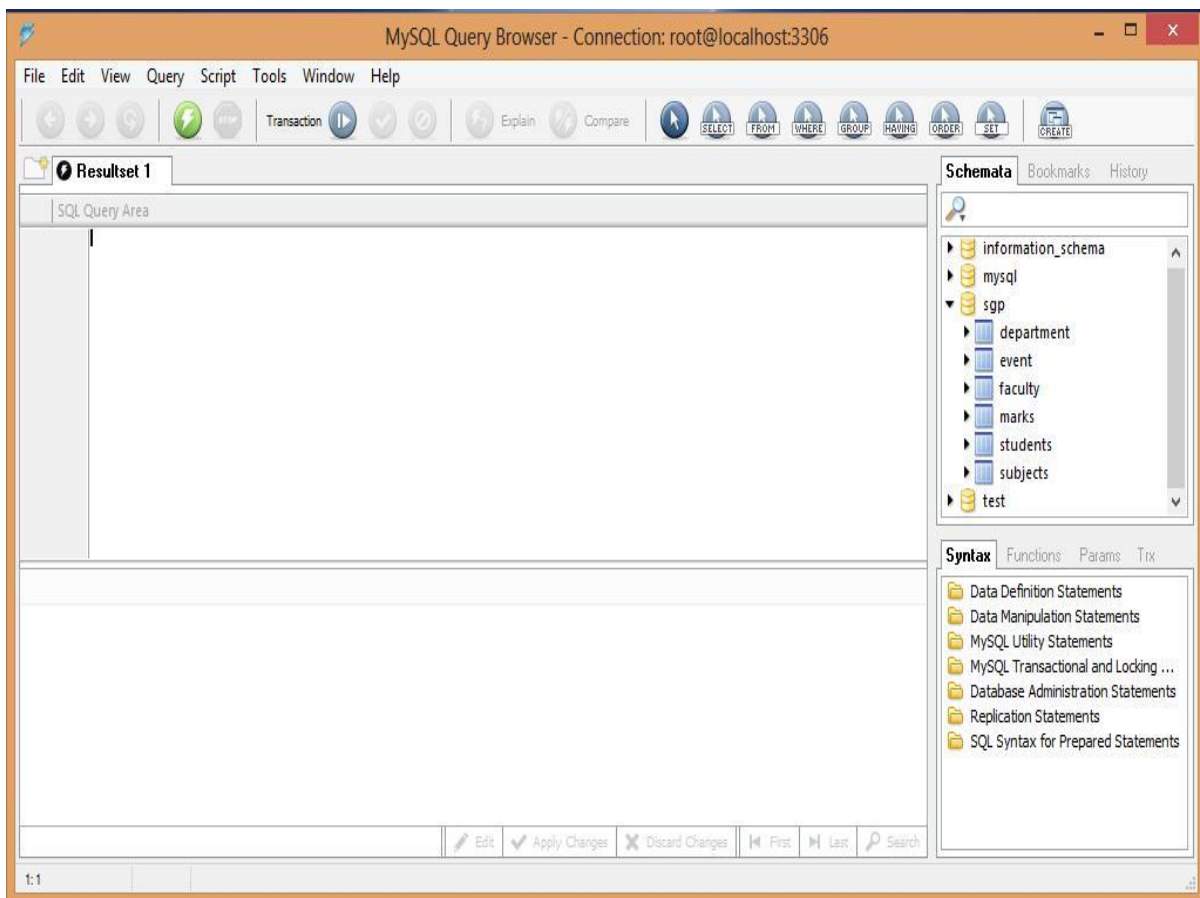 MySQL Query Browser - Connection: root@localhost:3306
File Edit View Query Script Tools Window Help
Transaction Explain Compare SELECT FROM WHERE GROUP HAVING ORDER SET CREATE
Resultset 1
SQL Query Area
Schemata Bookmarks History
information_schema
mysql
sgp
department
event
faculty
marks
students
subjects
test
Syntax Functions Params Trx
Data Definition Statements
Data Manipulation Statements
MySQL Utility Statements
MySQL Transactional and Locking ...
Database Administration Statements
Replication Statements
SQL Syntax for Prepared Statements
Edit Apply Changes Discard Changes First Last Search
1:1